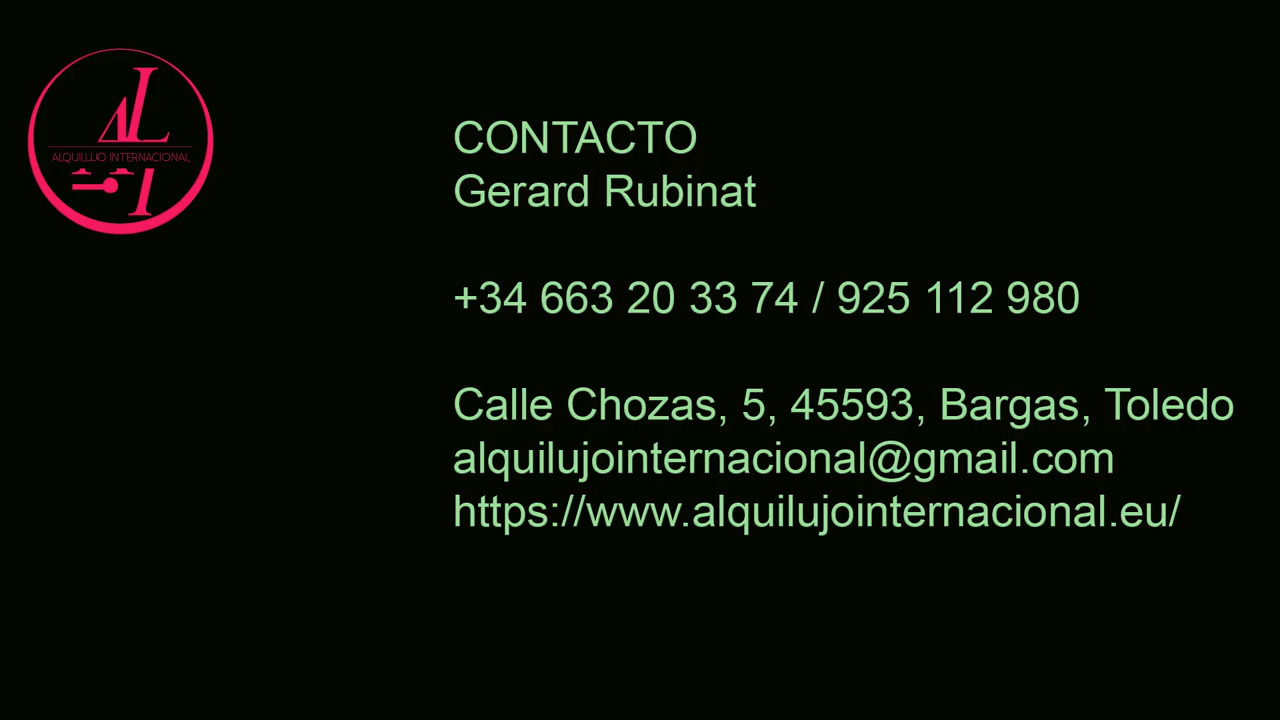 AL
ALQUILUJO INTERNACIONAL
CONTACTO
Gerard Rubinat
+34 663 20 33 74 / 925 112 980
Calle Chozas, 5, 45593, Bargas, Toledo
alquilujointernacional@gmail.com
https://www.alquilujointernacional.eu/